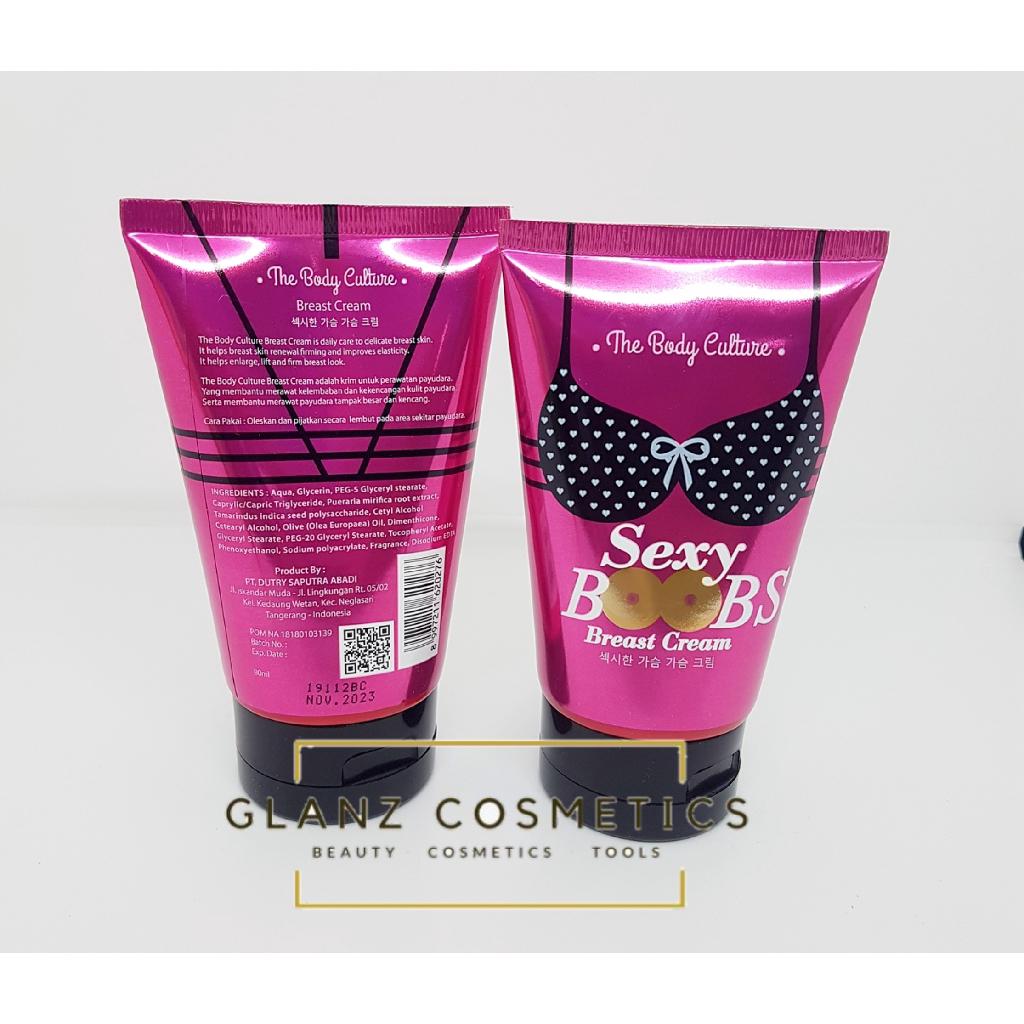 The Body Culture
Breast Cream
섹시한 가슴 가슴 크림
The Body Culture Breast Cream is daily care to delicate breast skin.
It helps breast skin renewal firming and improves elasticity.
It helps enlarge, lift and firm breast look.
The Body Culture Breast Cream adalah krim untuk perawatan payudara.
Yang membantu merawat kelembaban dan kekencangan kulit payudara.
Serta membantu merawat payudara tampak besar dan kencang.
Cara Pakai : Oleskan dan pijatkan secara lembut pada area sekitar payudara.
INGREDIENTS : Aqua, Glycerin, PEG-5 Glyceryl stearate,
Caprylic/Capric Triglyceride, Pueraria mirifica root extract,
Tamarindus indica seed polysaccharide, Cetyl Alcohol
Cetearyl Alcohol, Olive (Olea Europaea) Oil, Dimenthicone,
Glyceryl Stearate, PEG-20 Glyceryl Stearate, Tocopheryl Acetate,
Phenoxyethanol, Sodium polyacrylate, Fragrance, Disodium EDTA
Product By :
PT. DUTRY SAPUTRA ABADI
Jl. Iskandar Muda - Jl. Lingkungan Rt. 05/02
Kel. Kedaung Wetan, Kec. Neglasari
Tangerang - Indonesia
POM NA 18180103139
Batch No. :
Exp. Date :
90ml
8 997211 620276
19112BC
NOV.2023
The Body Culture
Sexy
BOOBS
Breast Cream
섹시한 가슴 가슴 크림
GLANZ COSMETICS
BEAUTY COSMETICS TOOLS